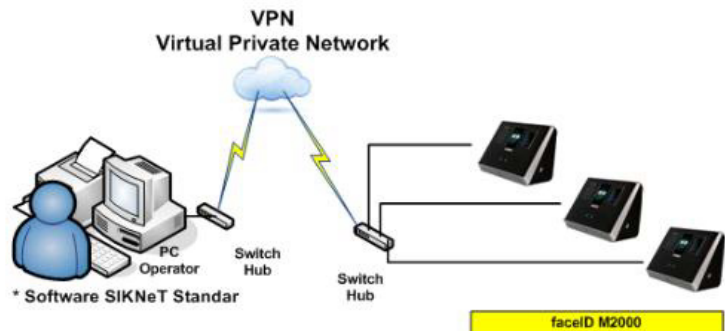 VPN
Virtual Private Network
PC
Operator
Switch
Hub
Switch
Hub
* Software SIKNeT Standar
faceID M2000